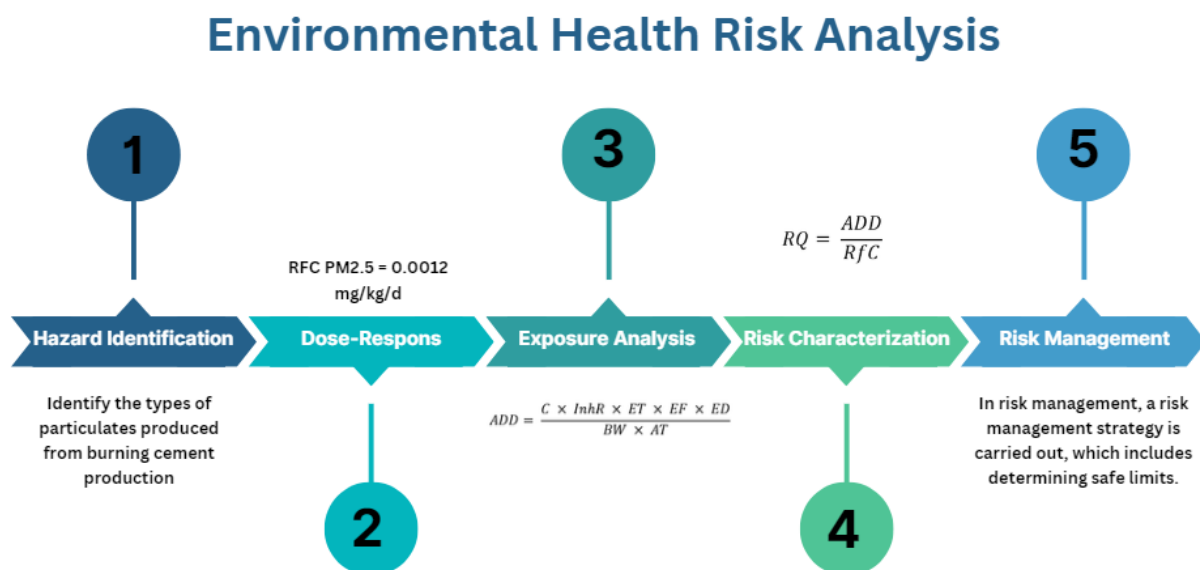 Environmental Health Risk Analysis
1
3
5
RQ = ADD / RfC
RFC PM2.5 = 0.0012
mg/kg/d
Hazard Identification
Dose-Respons
Exposure Analysis
Risk Characterization
Risk Management
Identify the types of
particulates produced
from burning cement
production
ADD = C × InhR × ET × EF × ED / BW × AT
In risk management, a risk
management strategy is
carried out, which includes
determining safe limits.
2
4